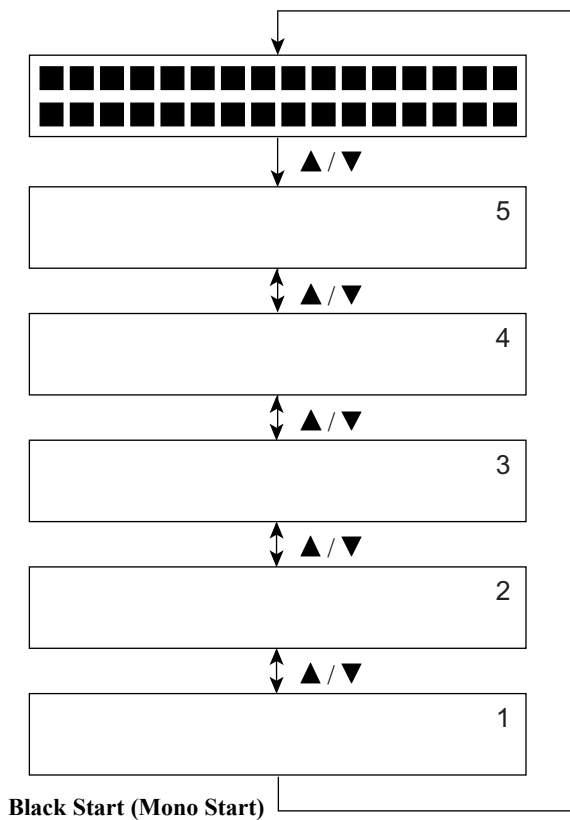 ▲ / ▼
5
▲ / ▼
4
▲ / ▼
3
▲ / ▼
2
▲ / ▼
1
Black Start (Mono Start)